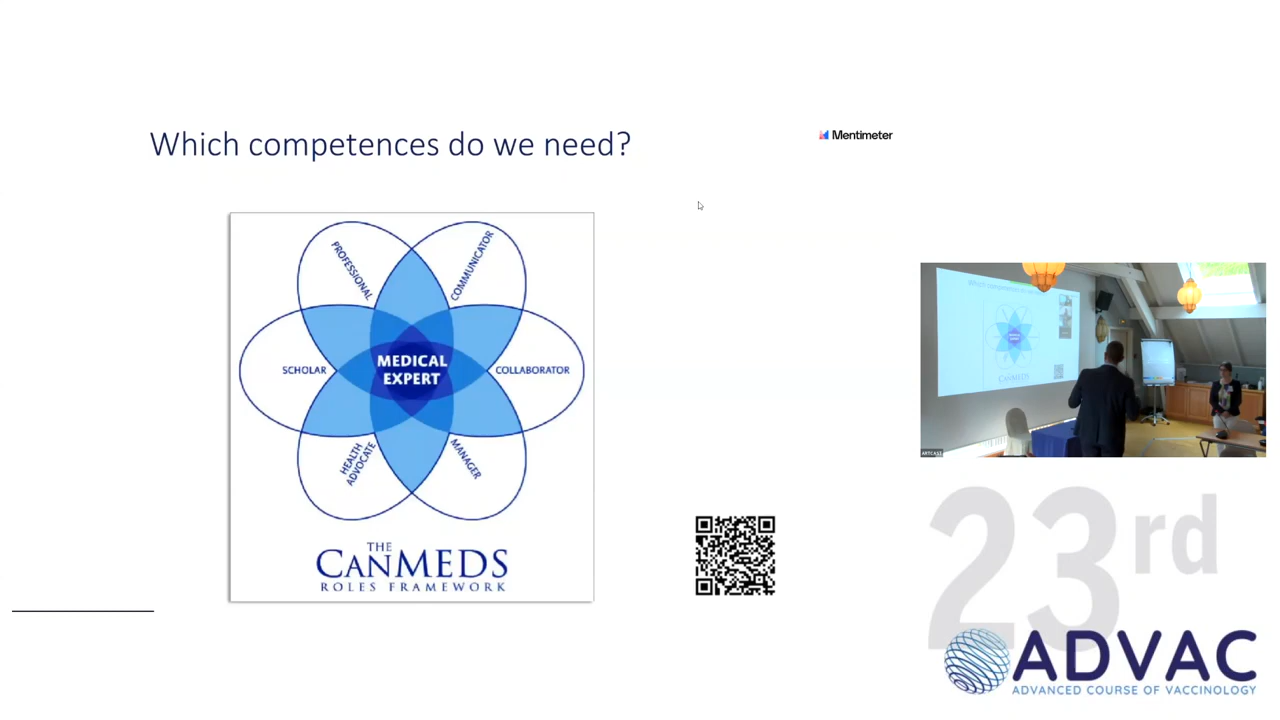 Which competences do we need?
Mentimeter
PROFESSIONAL
COMMUNICATOR
SCHOLAR
MEDICAL
EXPERT
COLLABORATOR
HEALTH
ADVOCATE
MANAGER
THE
CANMEDS
ROLES FRAMEWORK
23rd
ADVAC
ADVANCED COURSE OF VACCINOLOGY